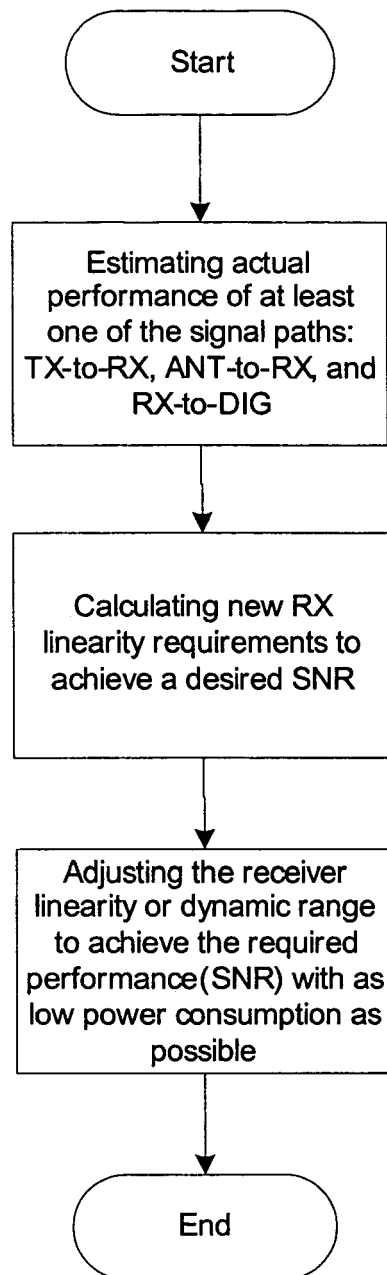 Start
Estimating actual
performance of at least
one of the signal paths:
TX-to-RX, ANT-to-RX, and
RX-to-DIG
Calculating new RX
linearity requirements to
achieve a desired SNR
Adjusting the receiver
linearity or dynamic range
to achieve the required
performance(SNR) with as
low power consumption as
possible
End